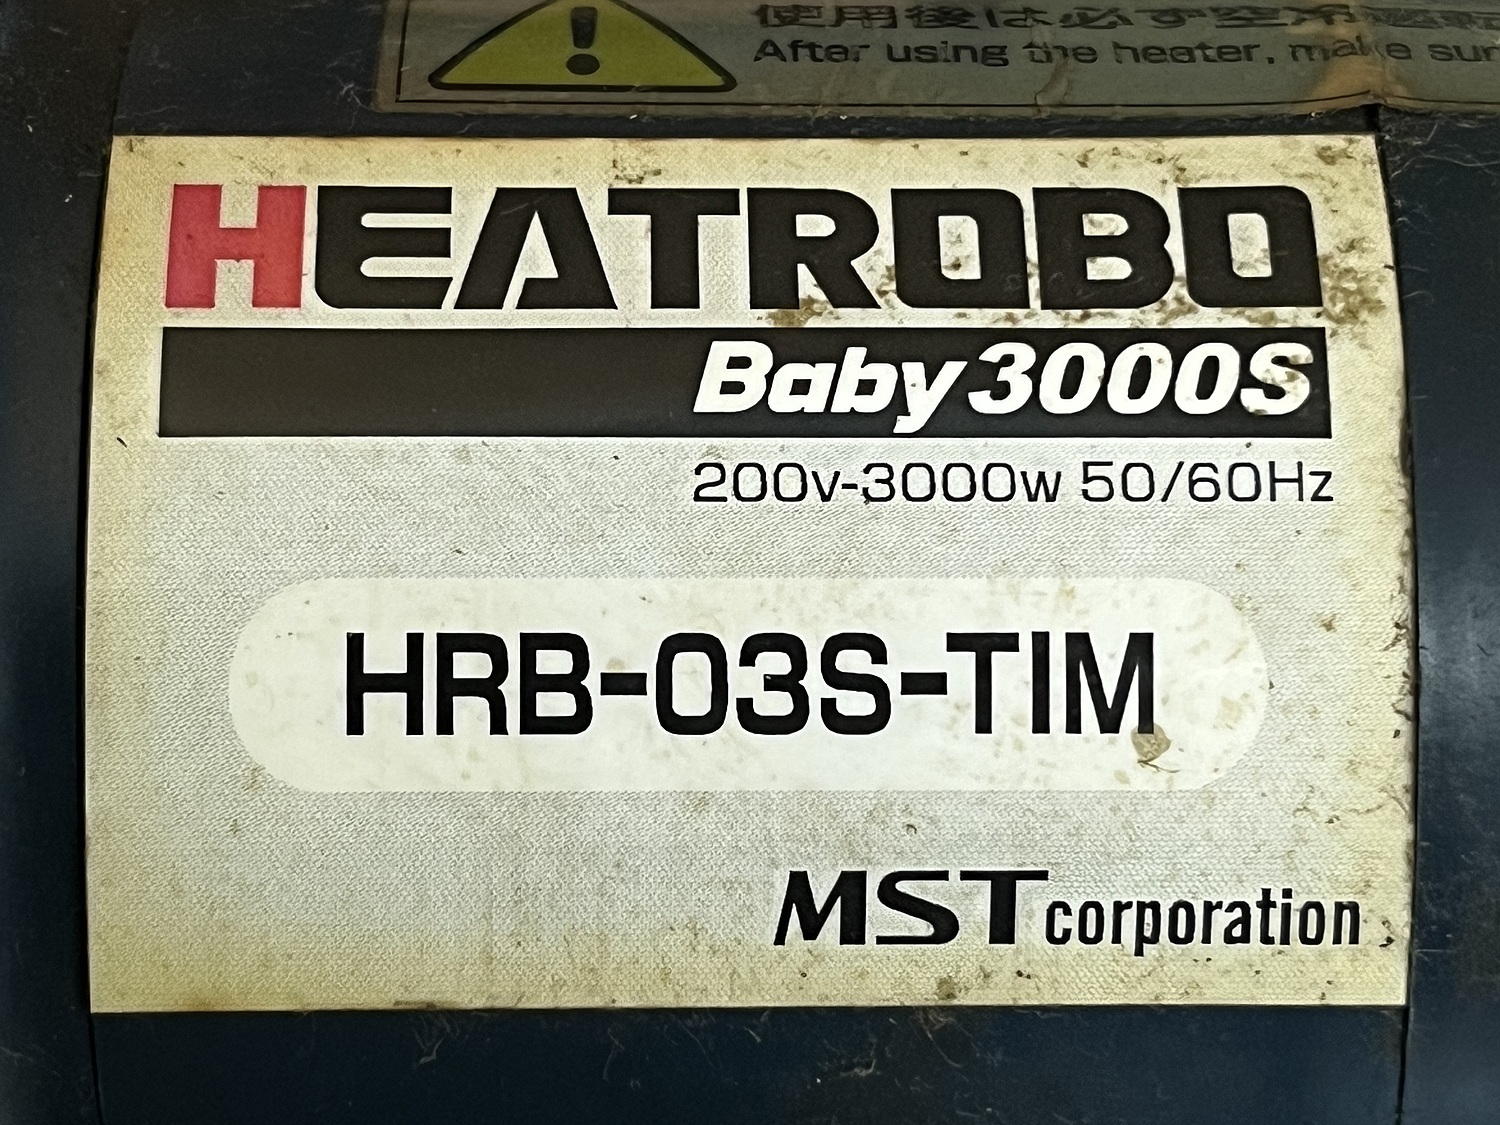 使用後は必ず空冷運転
After using the heater, make sur
HEATROBO
Baby3000S
200v-3000w 50/60Hz
HRB-03S-TIM
MST corporation